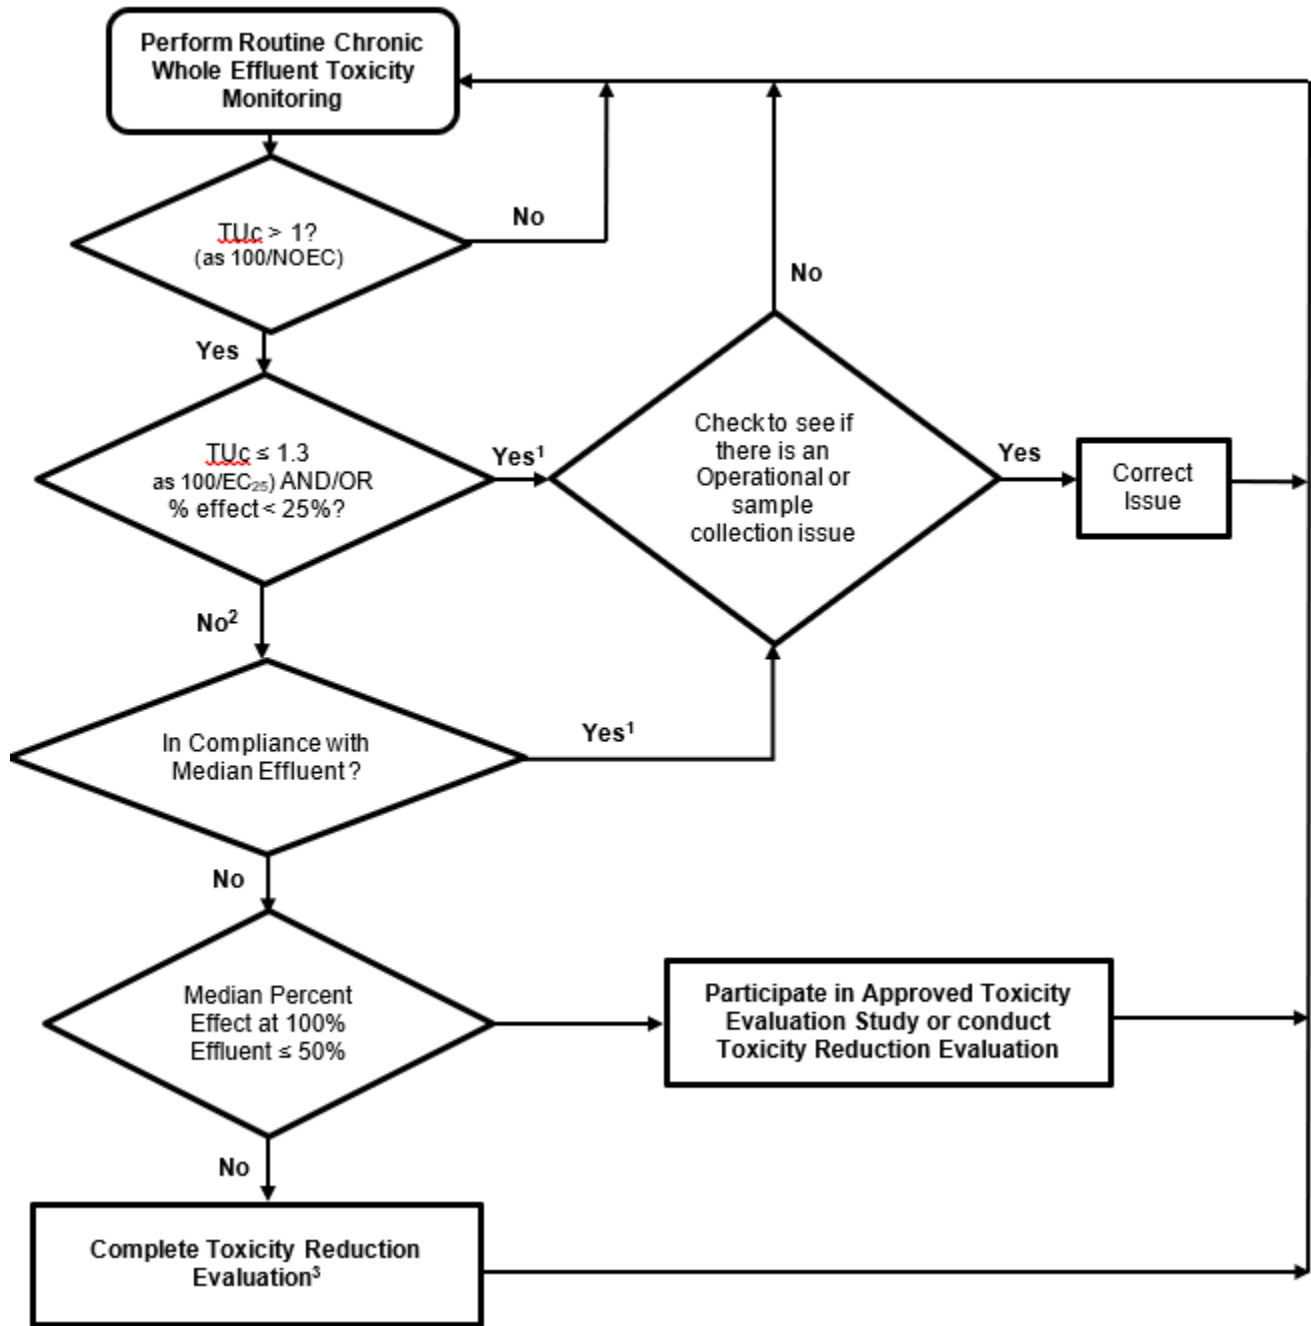 Perform Routine Chronic
Whole Effluent Toxicity
Monitoring
TUc > 1?
(as 100/NOEC)
No
Yes
TUc ≤ 1.3
as 100/EC₂₅) AND/OR
% effect < 25%?
Yes¹
Check to see if
there is an
Operational or
sample
collection issue
No
Yes
Correct
Issue
No²
In Compliance with
Median Effluent?
Yes¹
No
Median Percent
Effect at 100%
Effluent ≤ 50%
Participate in Approved Toxicity
Evaluation Study or conduct
Toxicity Reduction Evaluation
No
Complete Toxicity Reduction
Evaluation³